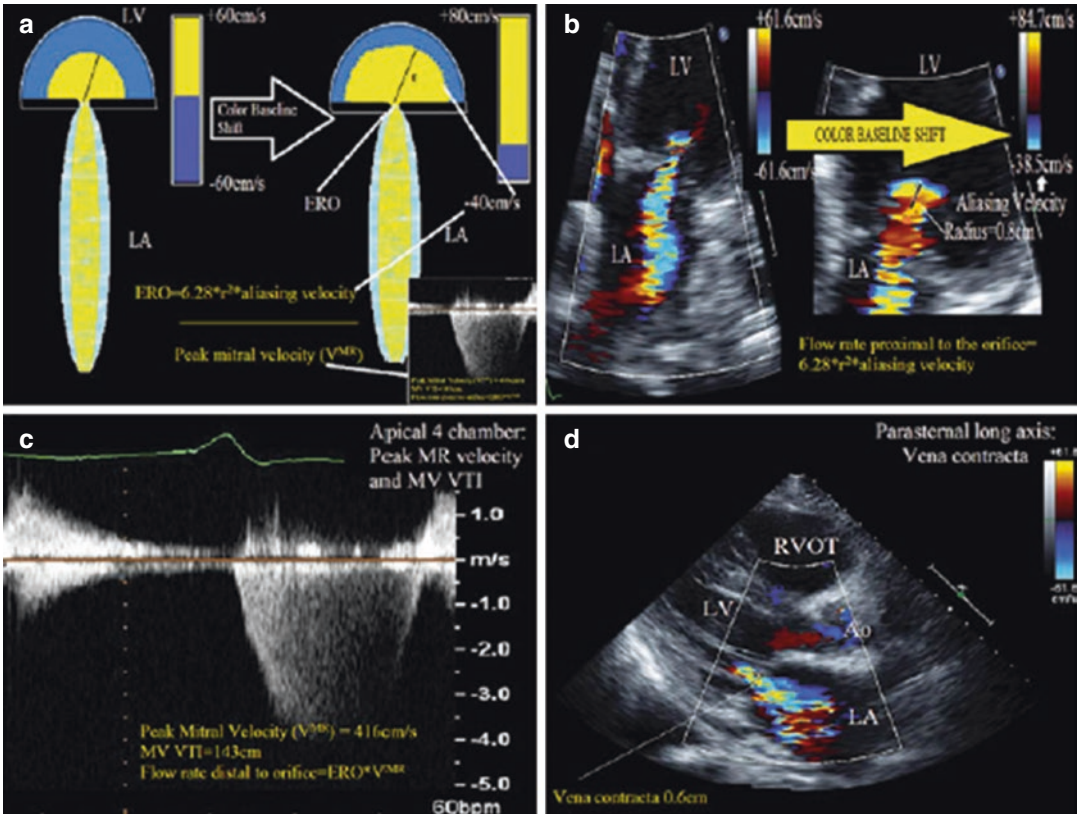 a
LV
+60cm/s
+80cm/s
Color Baseline
Shift
r
-60cm/s
-40cm/s
ERO
LA
LA
ERO=6.28*r²*aliasing velocity
Peak mitral velocity (VMR)
b
+61.6cm/s
LV
+84.7cm/s
LV
COLOR BASELINE SHIFT
-61.6cm/s
-38.5cm/s
Aliasing Velocity
Radius=0.8cm
LA
LA
Flow rate proximal to the orifice=
6.28*r²*aliasing velocity
c
Apical 4 chamber:
Peak MR velocity
and MV VTI
1.0
m/s
-1.0
-2.0
-3.0
-4.0
-5.0
Peak Mitral Velocity (VMR) = 416cm/s
MV VTI=143cm
Flow rate distal to orifice=ERO*VMR
60bpm
d
Parasternal long axis:
Vena contracta
+61.6
-61.6
cm/s
RVOT
LV
Ao
LA
Vena contracta 0.6cm